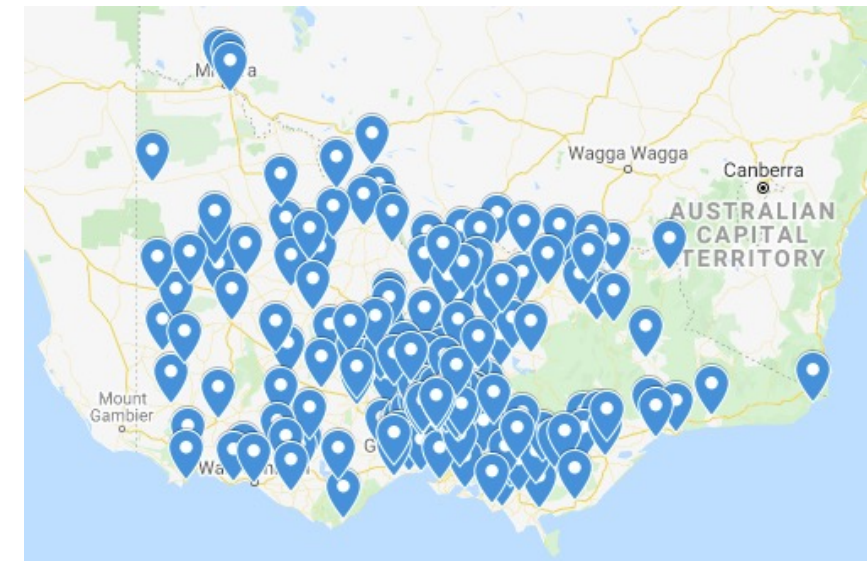 Wagga Wagga
Canberra
AUSTRALIAN
CAPITAL
TERRITORY
Mount
Gambier